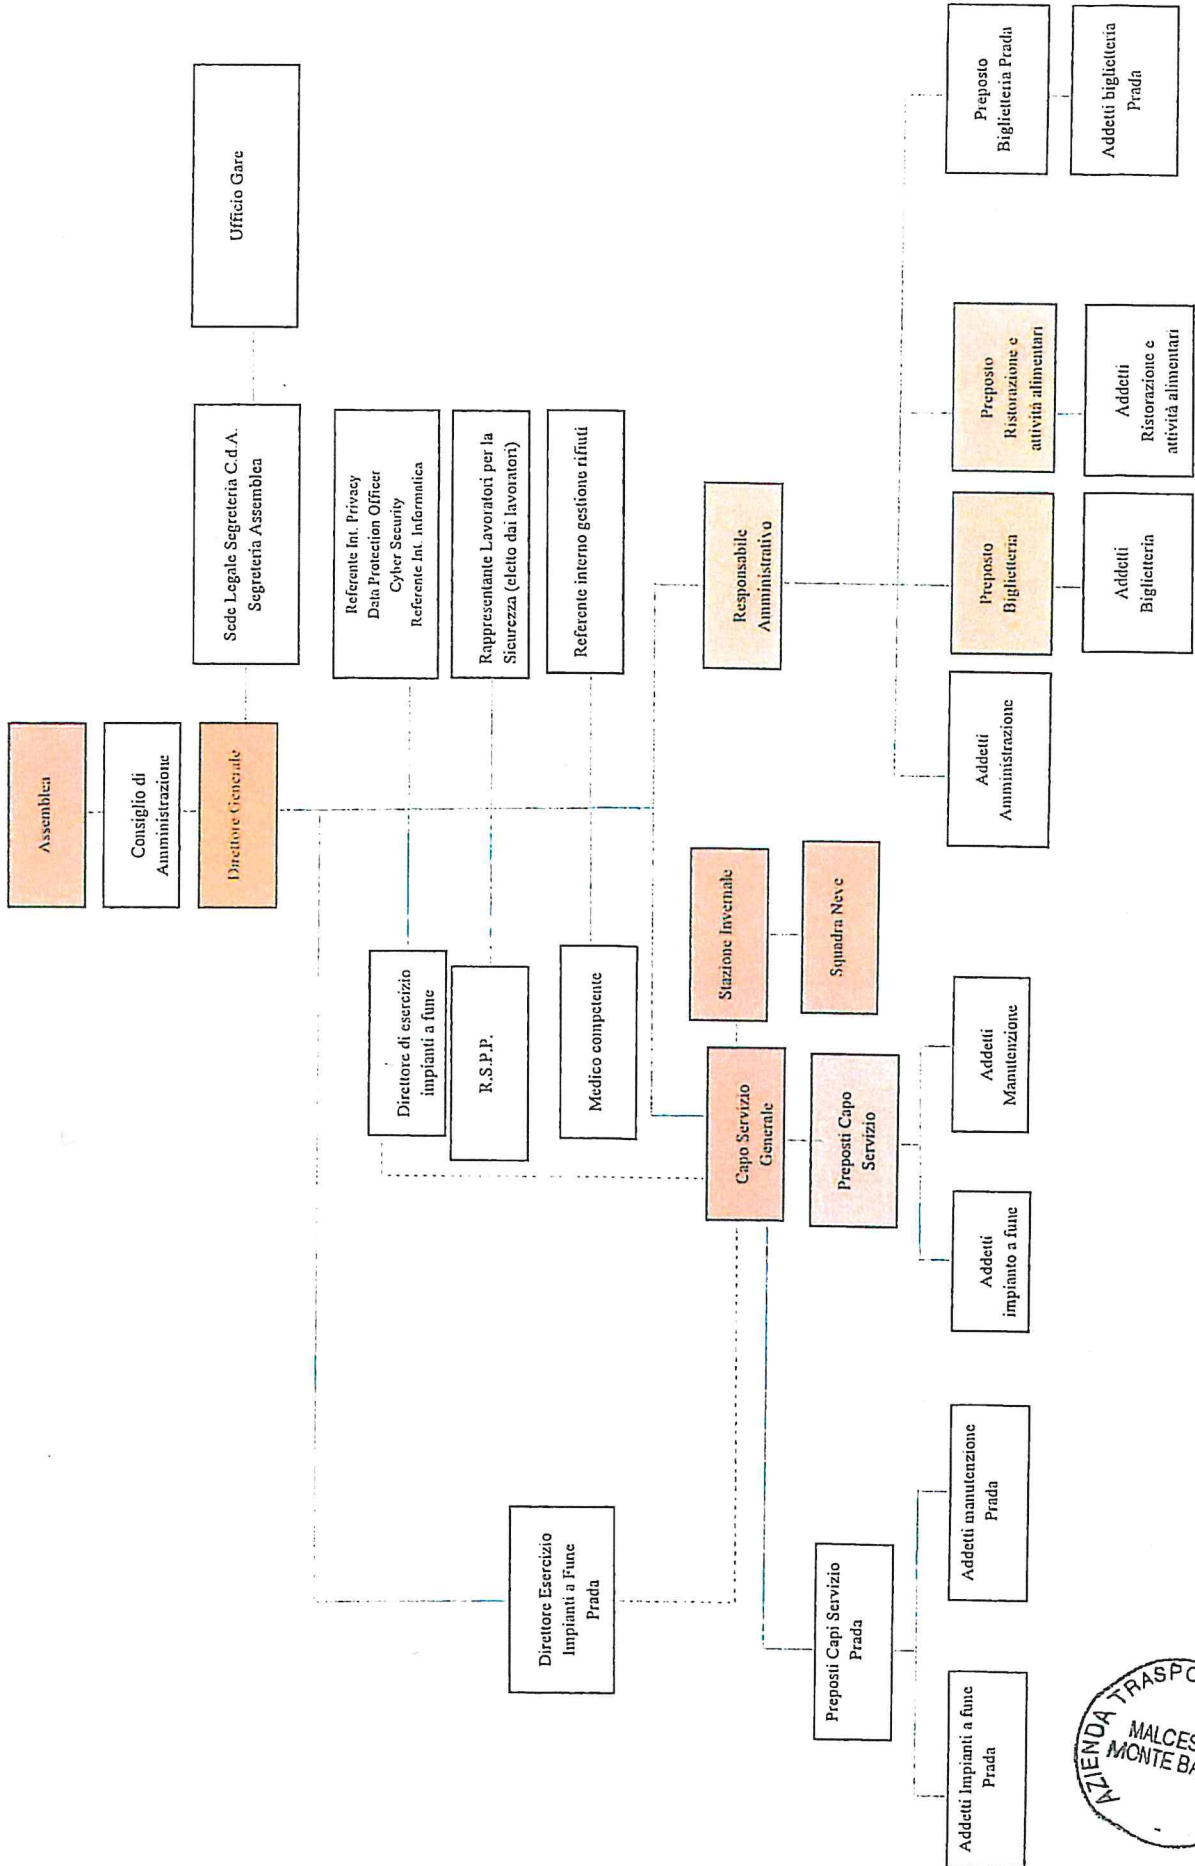 Assemblea
Consiglio di
Amministrazione
Direttore Generale
Sede Legale Segreteria C.d.A.
Segreteria Assemblea
Ufficio Gare
Direttore di esercizio
impianti a fune
Referente Int. Privacy
Data Protection Officer
Cyber Security
Referente Int. Informatica
R.S.P.P.
Rappresentante Lavoratori per la
Sicurezza (eletto dai lavoratori)
Medico competente
Referente interno gestione rifiuti
Direttore Esercizio
Impianti a Fune
Prada
Capo Servizio
Generale
Stazione Invernale
Responsabile
Amministrativo
Preposti Capi Servizio
Prada
Preposti Capo
Servizio
Squadra Neve
Addetti Impianti a fune
Prada
Addetti manutenzione
Prada
Addetti
impianto a fune
Addetti
Manutenzione
Addetti
Amministrazione
Preposto
Biglietteria
Preposto
Ristorazione e
attività alimentari
Preposto
Biglietteria Prada
Addetti
Biglietteria
Addetti
Ristorazione e
attività alimentari
Addetti biglietteria
Prada
AZIENDA TRASPO
MALCES
MONTE BA